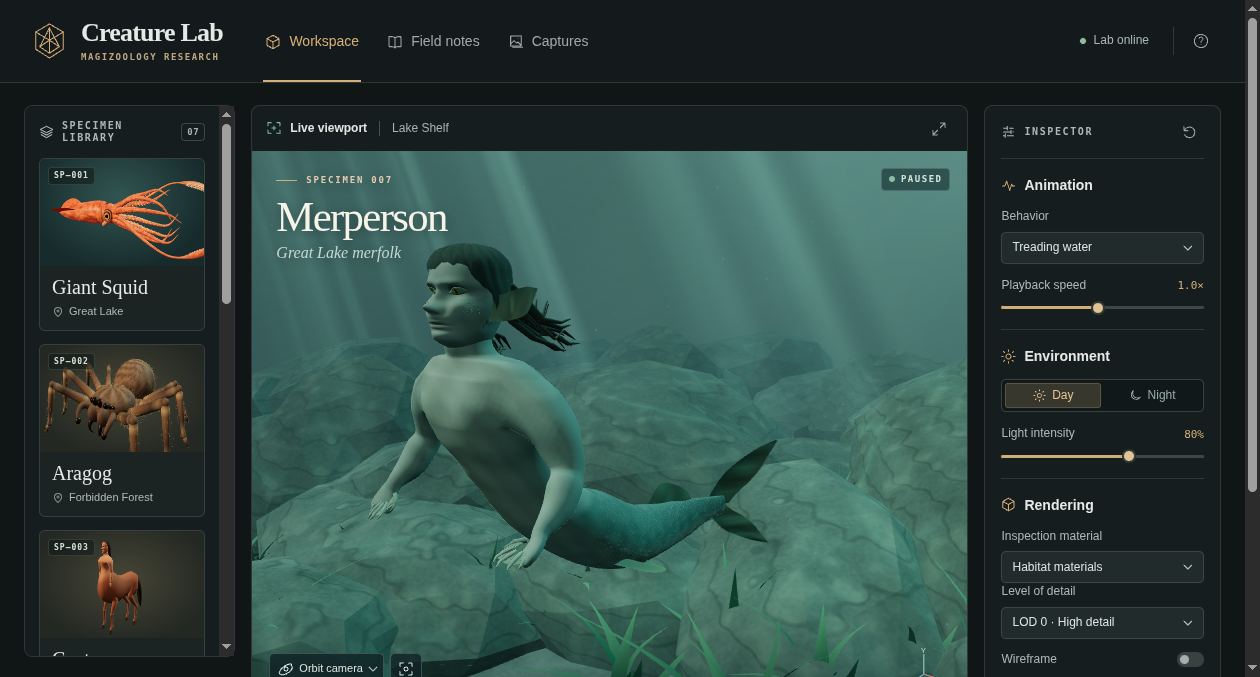 Creature Lab
MAGIZOOLOGY RESEARCH
Workspace
Field notes
Captures
Lab online
SPECIMEN
LIBRARY
07
SP—001
Giant Squid
Great Lake
SP—002
Aragog
Forbidden Forest
SP—003
Live viewport
Lake Shelf
SPECIMEN 007
Merperson
Great Lake merfolk
PAUSED
Orbit camera
Y
INSPECTOR
Animation
Behavior
Treading water
Playback speed
1.0×
Environment
Day
Night
Light intensity
80%
Rendering
Inspection material
Habitat materials
Level of detail
LOD 0 · High detail
Wireframe